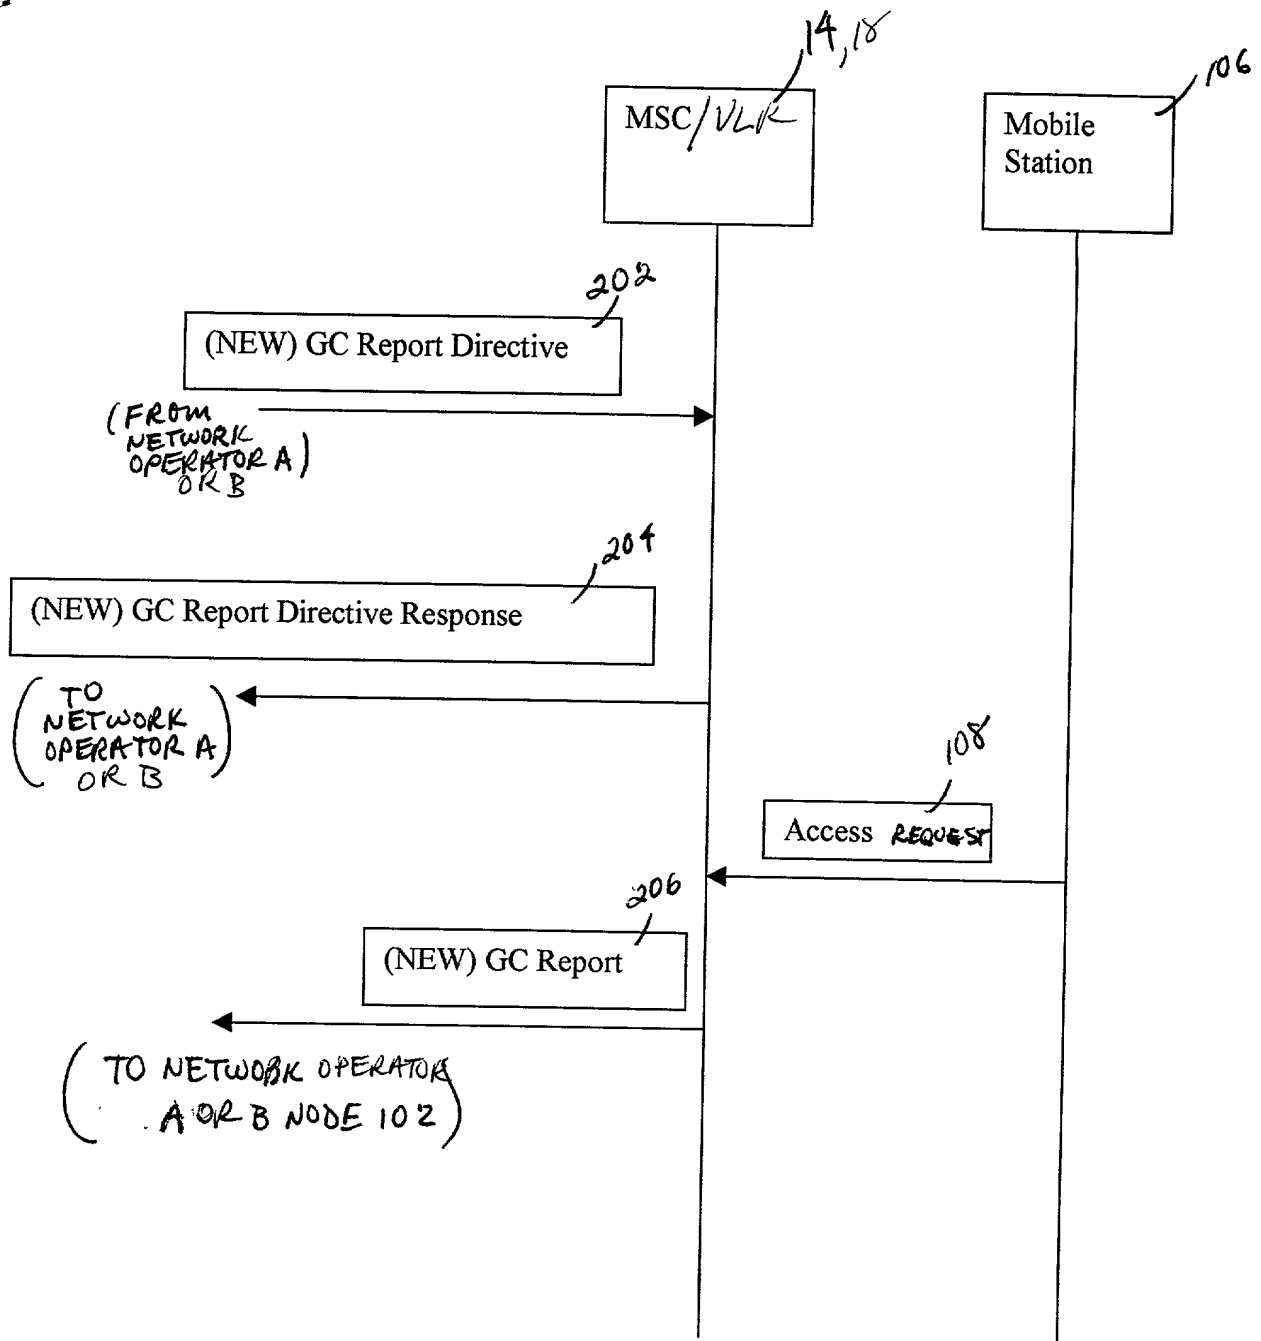 14, 18
106
MSC/VLR
Mobile
Station
202
(NEW) GC Report Directive
(FROM
NETWORK
OPERATOR A)
OR B
204
(NEW) GC Report Directive Response
(TO
NETWORK
OPERATOR A
OR B)
108
Access REQUEST
206
(NEW) GC Report
(TO NETWORK OPERATOR
A OR B NODE 102)